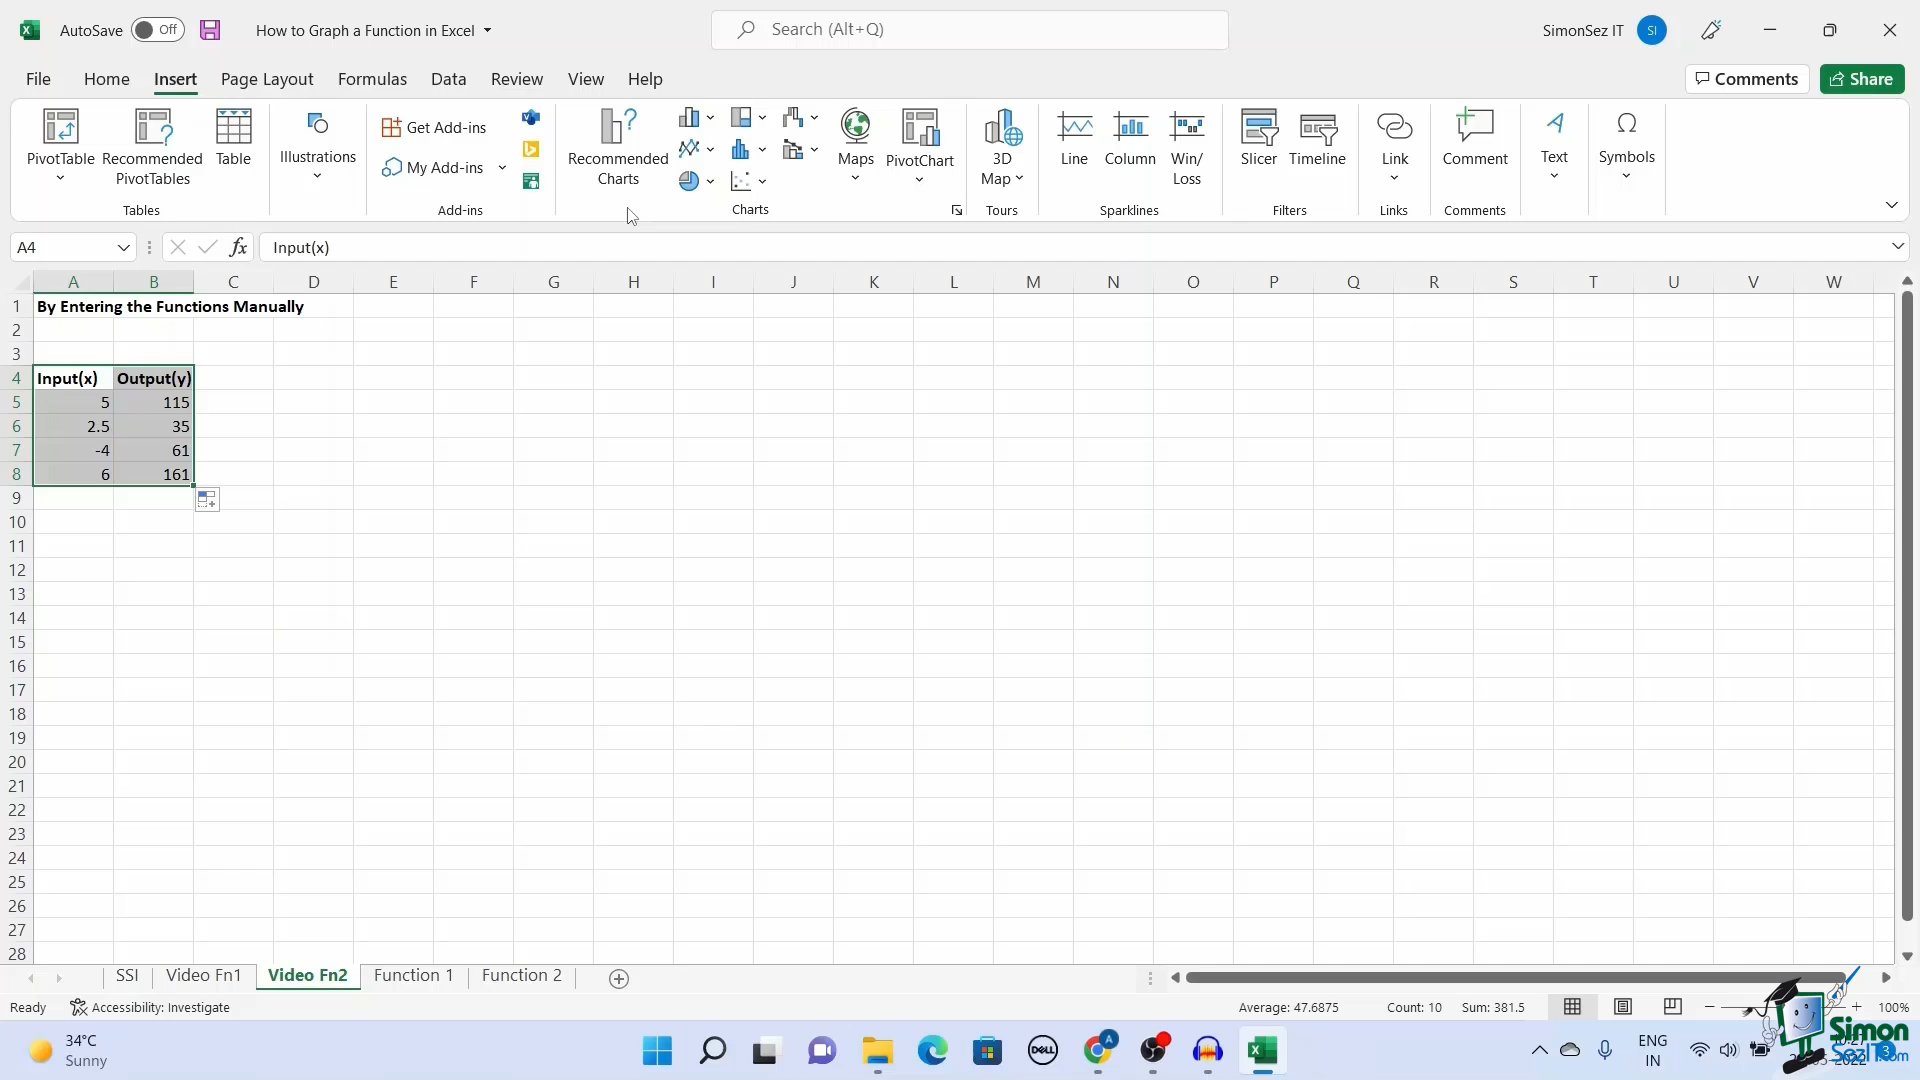 AutoSave Off How to Graph a Function in Excel Search (Alt+Q) SimonSez IT SI
File Home Insert Page Layout Formulas Data Review View Help Comments Share
PivotTable
Recommended
PivotTables
Table
Tables
Illustrations
Get Add-ins
My Add-ins
Add-ins
Recommended
Charts
Maps
PivotChart
Charts
3D
Map
Tours
Line
Column
Win/
Loss
Sparklines
Slicer
Timeline
Filters
Link
Links
Comment
Comments
Text
Symbols
A4 fx Input(x)
A B C D E F G H I J K L M N O P Q R S T U V W
1 By Entering the Functions Manually
2
3
4 Input(x) Output(y)
5 5 115
6 2.5 35
7 -4 61
8 6 161
9
10
11
12
13
14
15
16
17
18
19
20
21
22
23
24
25
26
27
28
SSI Video Fn1 Video Fn2 Function 1 Function 2
Ready Accessibility: Investigate Average: 47.6875 Count: 10 Sum: 381.5 100%
34°C
Sunny
DELL
A
ENG
IN
Simon
SezIT.com
3